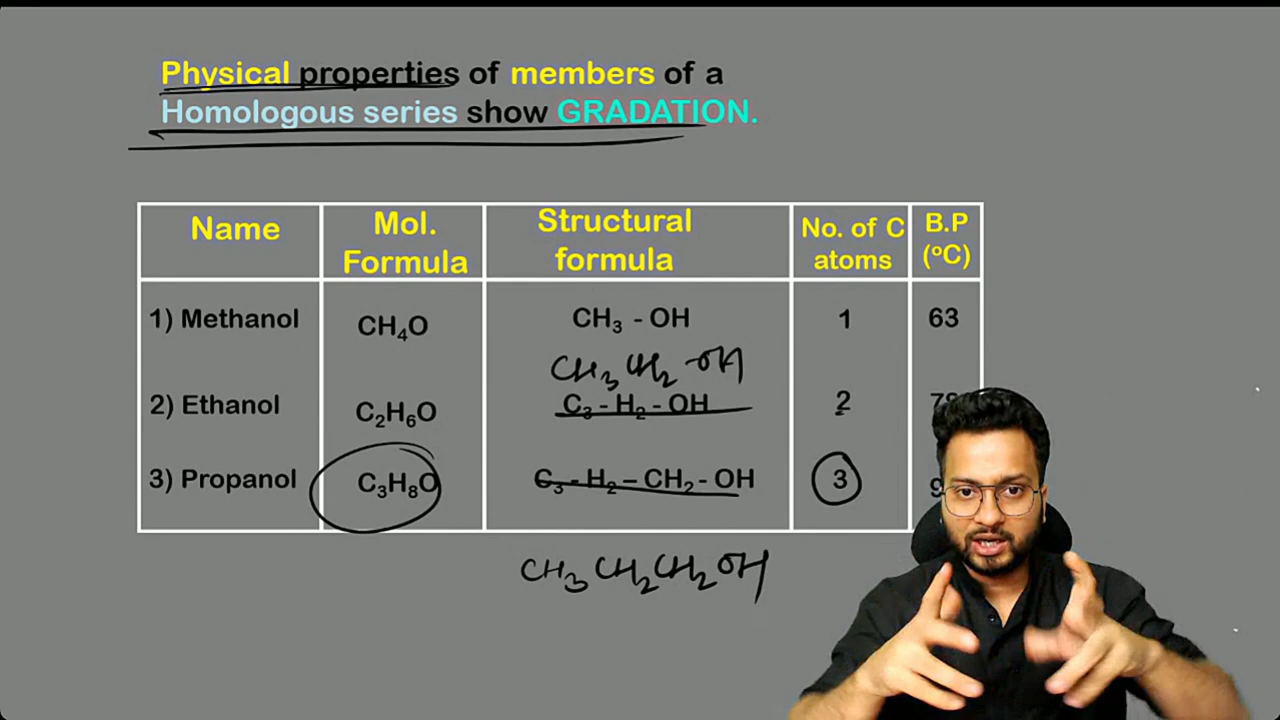 Physical properties of members of a
Homologous series show GRADATION.
Name Mol. Formula Structural formula No. of C atoms B.P (°C)
1) Methanol CH₄O CH₃ - OH 1 63
CH₃ CH₂ OH
2) Ethanol C₂H₆O C₃ - H₂ - OH 2
3) Propanol C₃H₈O C₃ - H₂ – CH₂ - OH 3
CH₃ CH₂ CH₂ OH